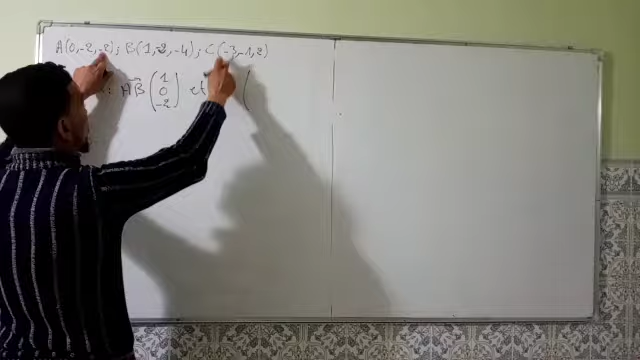 A(0,-2,-2); B(1,-2,-4); C(-3,-1,2)
AB (1 0 -2) et (